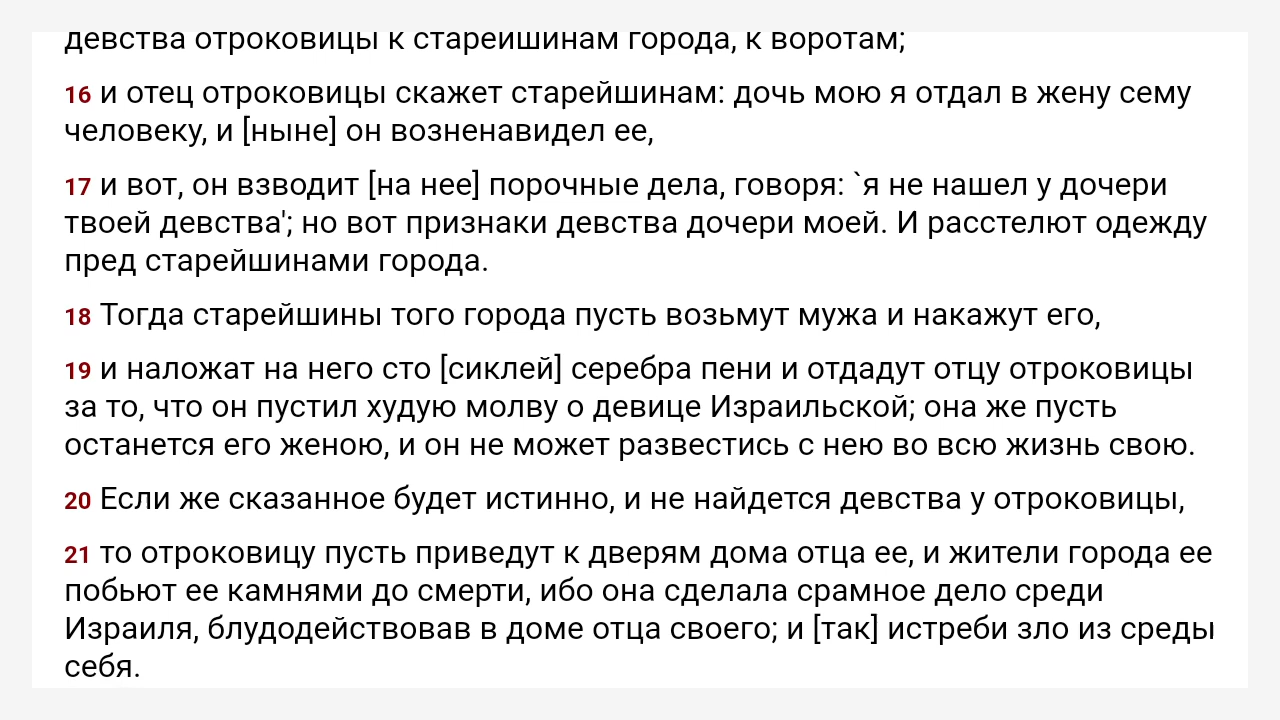 девства отроковицы к старейшинам города, к воротам;
16 и отец отроковицы скажет старейшинам: дочь мою я отдал в жену сему
человеку, и [ныне] он возненавидел ее,
17 и вот, он взводит [на нее] порочные дела, говоря: `я не нашел у дочери
твоей девства'; но вот признаки девства дочери моей. И расстелют одежду
пред старейшинами города.
18 Тогда старейшины того города пусть возьмут мужа и накажут его,
19 и наложат на него сто [сиклей] серебра пени и отдадут отцу отроковицы
за то, что он пустил худую молву о девице Израильской; она же пусть
останется его женою, и он не может развестись с нею во всю жизнь свою.
20 Если же сказанное будет истинно, и не найдется девства у отроковицы,
21 то отроковицу пусть приведут к дверям дома отца ее, и жители города ее
побьют ее камнями до смерти, ибо она сделала срамное дело среди
Израиля, блудодействовав в доме отца своего; и [так] истреби зло из среды
себя.